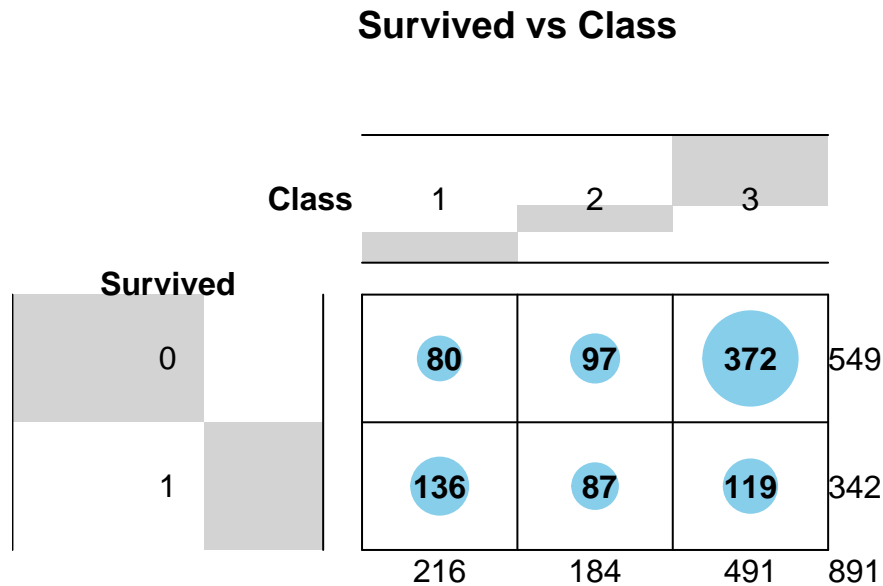 Survived vs Class
Class 1 2 3
Survived
0 80 97 372 549
1 136 87 119 342
216 184 491 891